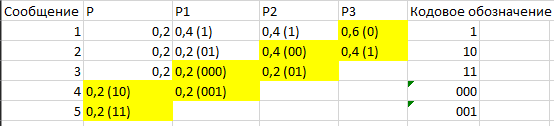 Сообщение P P1 P2 P3 Кодовое обозначение
1 0,2 0,4 (1) 0,4 (1) 0,6 (0) 1
2 0,2 0,2 (01) 0,4 (00) 0,4 (1) 10
3 0,2 0,2 (000) 0,2 (01) 11
4 0,2 (10) 0,2 (001) 000
5 0,2 (11) 001